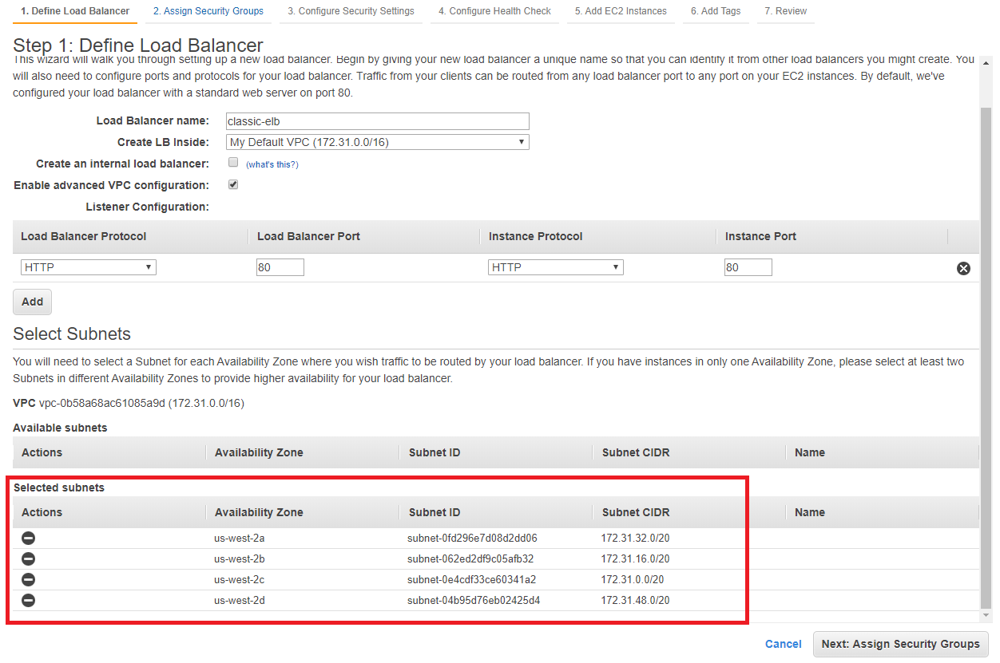 1. Define Load Balancer 2. Assign Security Groups 3. Configure Security Settings 4. Configure Health Check 5. Add EC2 Instances 6. Add Tags 7. Review
Step 1: Define Load Balancer
This wizard will walk you through setting up a new load balancer. Begin by giving your new load balancer a unique name so that you can identify it from other load balancers you might create. You
will also need to configure ports and protocols for your load balancer. Traffic from your clients can be routed from any load balancer port to any port on your EC2 instances. By default, we've
configured your load balancer with a standard web server on port 80.
Load Balancer name: classic-elb
Create LB Inside: My Default VPC (172.31.0.0/16)
Create an internal load balancer: (what's this?)
Enable advanced VPC configuration:
Listener Configuration:
Load Balancer Protocol Load Balancer Port Instance Protocol Instance Port
HTTP 80 HTTP 80
Add
Select Subnets
You will need to select a Subnet for each Availability Zone where you wish traffic to be routed by your load balancer. If you have instances in only one Availability Zone, please select at least two
Subnets in different Availability Zones to provide higher availability for your load balancer.
VPC vpc-0b58a68ac61085a9d (172.31.0.0/16)
Available subnets
Actions Availability Zone Subnet ID Subnet CIDR Name
Selected subnets
Actions Availability Zone Subnet ID Subnet CIDR Name
us-west-2a subnet-0fd296e7d08d2dd06 172.31.32.0/20
us-west-2b subnet-062ed2df9c05afb32 172.31.16.0/20
us-west-2c subnet-0e4cdf33ce60341a2 172.31.0.0/20
us-west-2d subnet-04b95d76eb02425d4 172.31.48.0/20
Cancel Next: Assign Security Groups